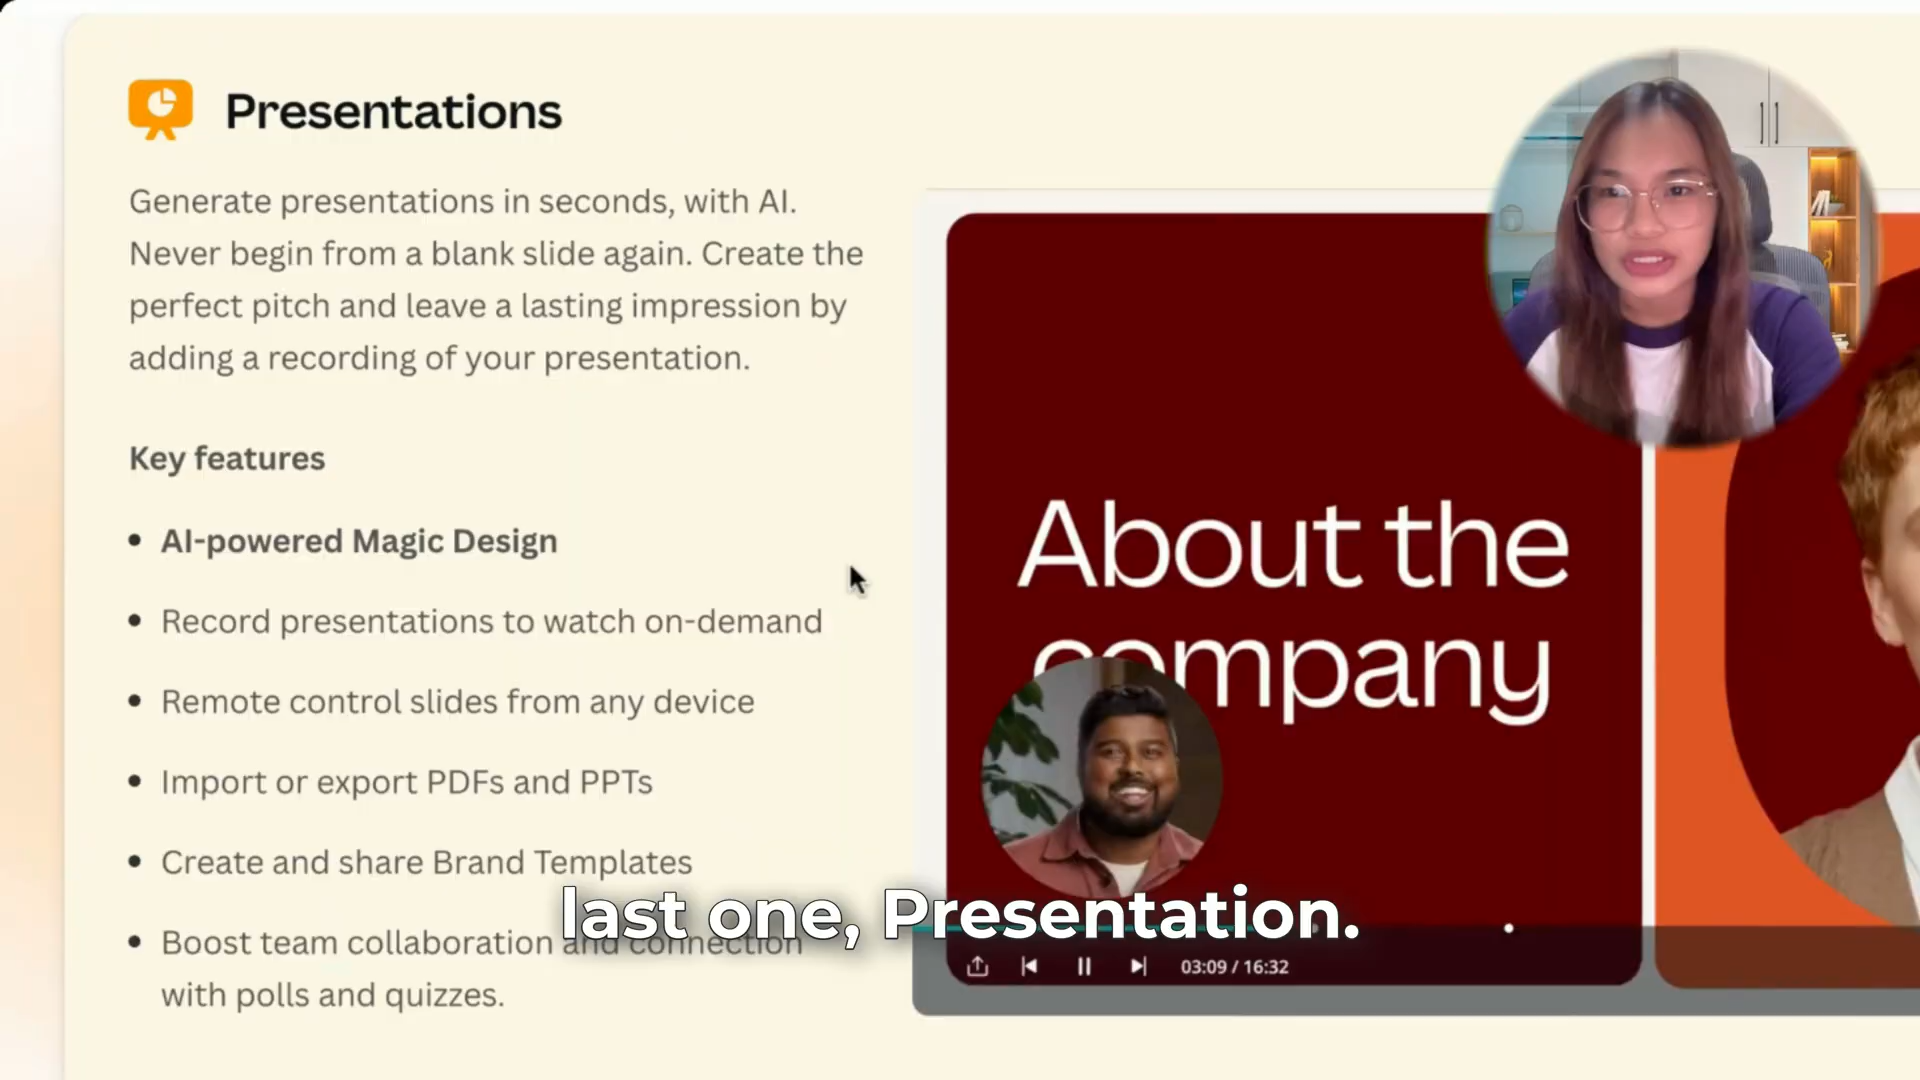 Presentations
Generate presentations in seconds, with AI.
Never begin from a blank slide again. Create the
perfect pitch and leave a lasting impression by
adding a recording of your presentation.
Key features
• AI-powered Magic Design
• Record presentations to watch on-demand
• Remote control slides from any device
• Import or export PDFs and PPTs
• Create and share Brand Templates
• Boost team collaboration and connection
with polls and quizzes.
About the
company
03:09 / 16:32
last one, Presentation.